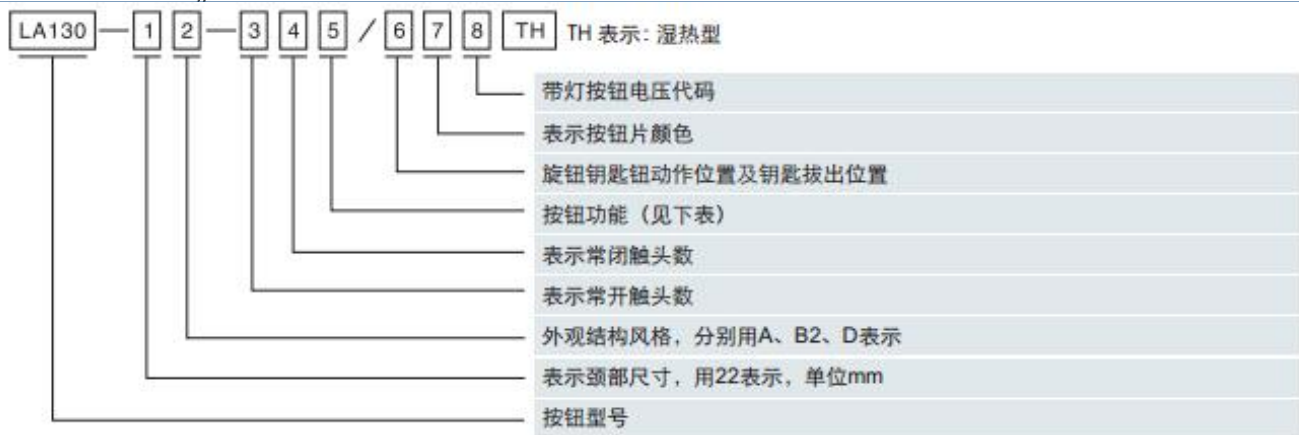 LA130 — 1 2 — 3 4 5 / 6 7 8 TH TH 表示: 湿热型
带灯按钮电压代码
表示按钮片颜色
旋钮钥匙钮动作位置及钥匙拔出位置
按钮功能（见下表）
表示常闭触头数
表示常开触头数
外观结构风格，分别用A、B2、D表示
表示颈部尺寸，用22表示，单位mm
按钮型号